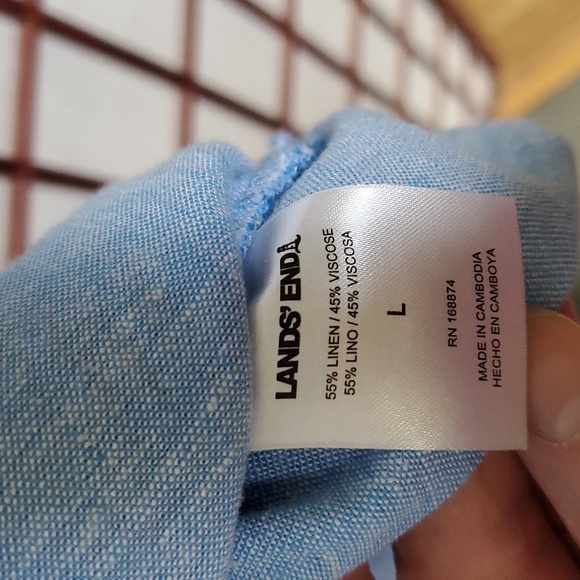 LANDS' END
55% LINEN / 45% VISCOSE
55% LINO / 45% VISCOSA
L
RN 168874
MADE IN CAMBODIA
HECHO EN CAMBOYA